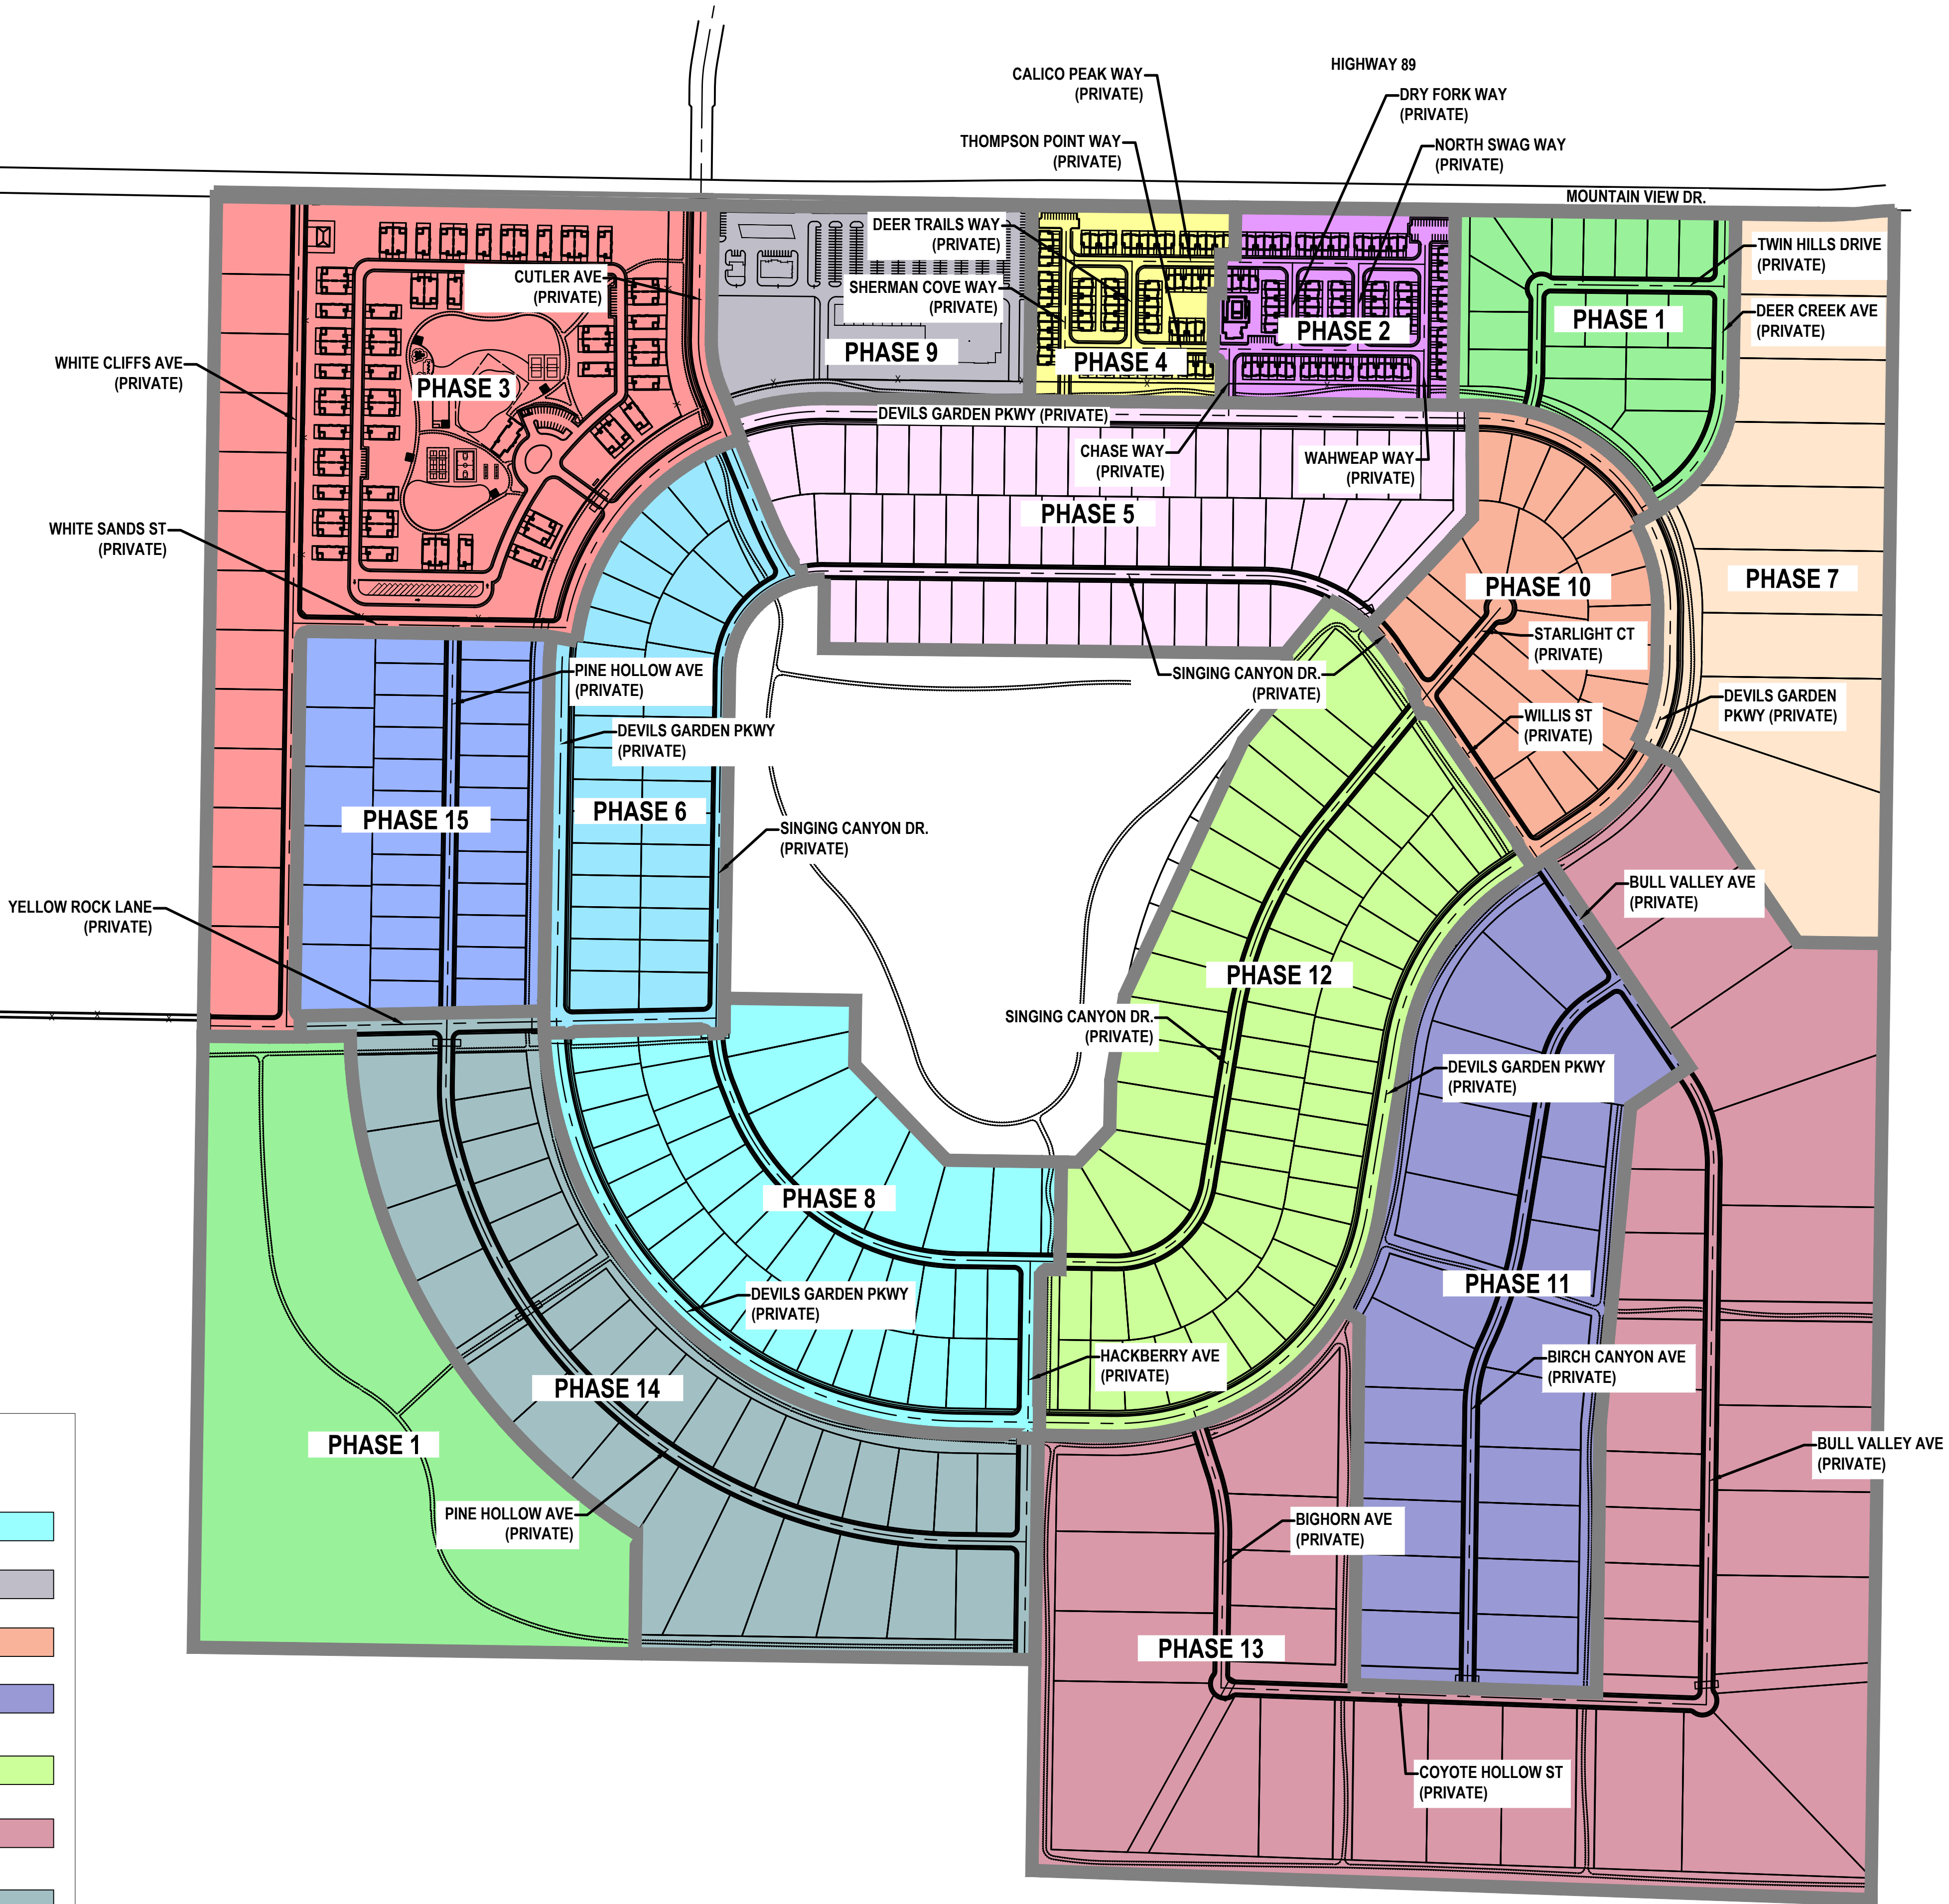 HIGHWAY 89
CALICO PEAK WAY
(PRIVATE)
DRY FORK WAY
(PRIVATE)
THOMPSON POINT WAY
(PRIVATE)
NORTH SWAG WAY
(PRIVATE)
MOUNTAIN VIEW DR.
DEER TRAILS WAY
(PRIVATE)
TWIN HILLS DRIVE
(PRIVATE)
CUTLER AVE
(PRIVATE)
SHERMAN COVE WAY
(PRIVATE)
DEER CREEK AVE
(PRIVATE)
PHASE 1
PHASE 2
PHASE 9
PHASE 4
WHITE CLIFFS AVE
(PRIVATE)
PHASE 3
DEVILS GARDEN PKWY (PRIVATE)
CHASE WAY
(PRIVATE)
WAHWEAP WAY
(PRIVATE)
PHASE 5
WHITE SANDS ST
(PRIVATE)
PHASE 10
PHASE 7
STARLIGHT CT
(PRIVATE)
PINE HOLLOW AVE
(PRIVATE)
SINGING CANYON DR.
(PRIVATE)
DEVILS GARDEN
PKWY (PRIVATE)
WILLIS ST
(PRIVATE)
DEVILS GARDEN PKWY
(PRIVATE)
PHASE 15
PHASE 6
SINGING CANYON DR.
(PRIVATE)
BULL VALLEY AVE
(PRIVATE)
YELLOW ROCK LANE
(PRIVATE)
PHASE 12
SINGING CANYON DR.
(PRIVATE)
DEVILS GARDEN PKWY
(PRIVATE)
PHASE 8
PHASE 11
DEVILS GARDEN PKWY
(PRIVATE)
HACKBERRY AVE
(PRIVATE)
BIRCH CANYON AVE
(PRIVATE)
PHASE 14
PHASE 1
BULL VALLEY AVE
(PRIVATE)
PINE HOLLOW AVE
(PRIVATE)
BIGHORN AVE
(PRIVATE)
PHASE 13
COYOTE HOLLOW ST
(PRIVATE)